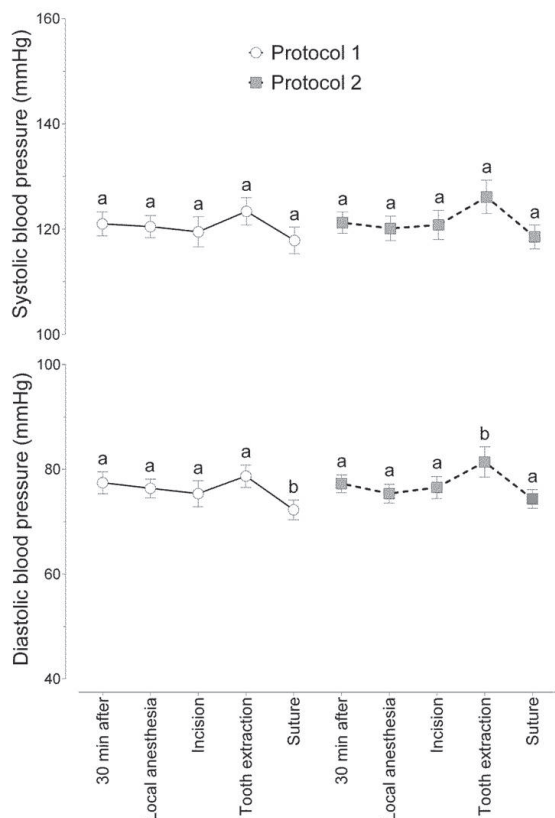 160
140
120
100
Systolic blood pressure (mmHg)
Protocol 1
Protocol 2
a a a a a a a a a a
100
80
60
40
Diastolic blood pressure (mmHg)
a a a a b a a a b a
30 min after
Local anesthesia
Incision
Tooth extraction
Suture
30 min after
Local anesthesia
Incision
Tooth extraction
Suture